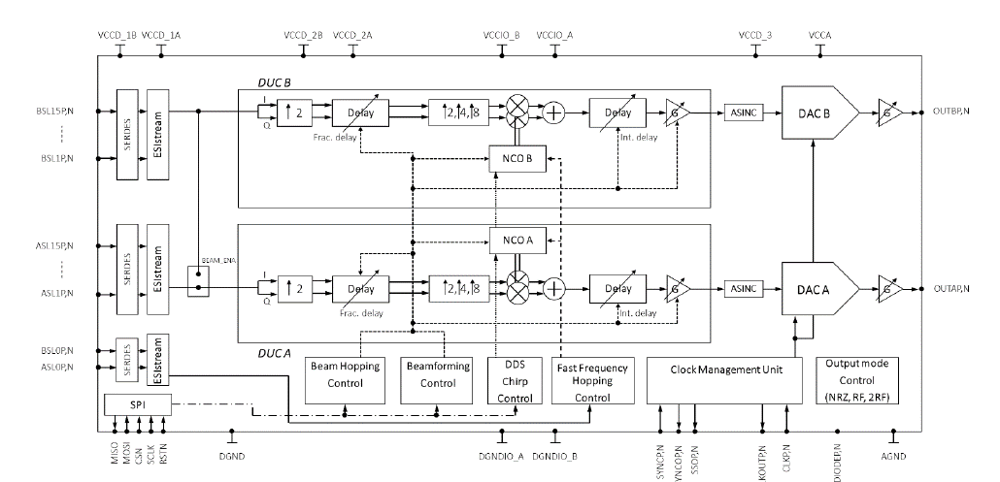 VCCD_1B VCCD_1A VCCD_2B VCCD_2A VCCIO_B VCCIO_A VCCD_3 VCCA
DUC B
BSL15P,N
SERDES
ESIstream
I
Q
↑ 2
Delay
Frac. delay
↑2,↑4,↑8
Delay
Int. delay
G
ASINC
DAC B
G
OUTBP,N
BSL1P,N
NCO B
ASL15P,N
SERDES
ESIstream
BEAM_ENA
NCO A
ASL1P,N
I
Q
↑ 2
Delay
Frac. delay
↑2,↑4,↑8
Delay
Int. delay
G
ASINC
DAC A
G
OUTAP,N
DUC A
BSL0P,N
ASL0P,N
SERDES
ESIstream
Beam Hopping
Control
Beamforming
Control
DDS
Chirp
Control
Fast Frequency
Hopping
Control
Clock Management
Unit
Output mode
Control
(NRZ, RF, 2RF)
SPI
MISO
MOSI
CSN
SCLK
RSTN
DGND
DGNDIO_A
DGNDIO_B
SYNCP,N
YNCOP,N
SSOP,N
KOUTP,N
CLKP,N
DIODEP,N
AGND